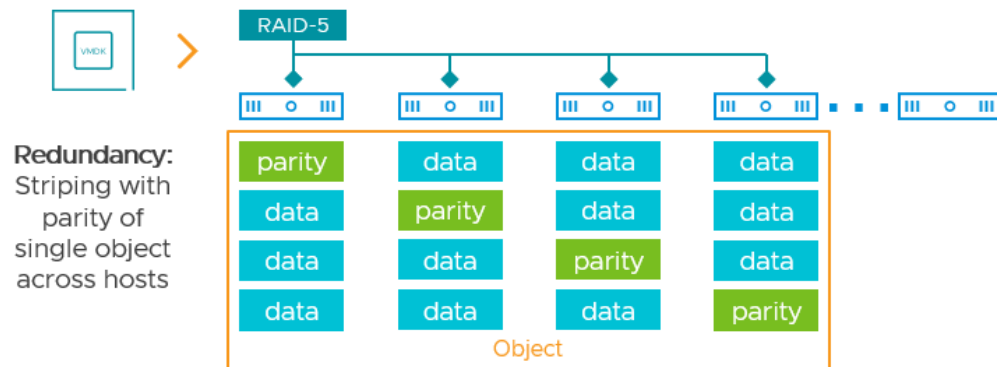 VMDK
RAID-5
Redundancy:
Striping with
parity of
single object
across hosts
parity data data data
data parity data data
data data parity data
data data data parity
Object